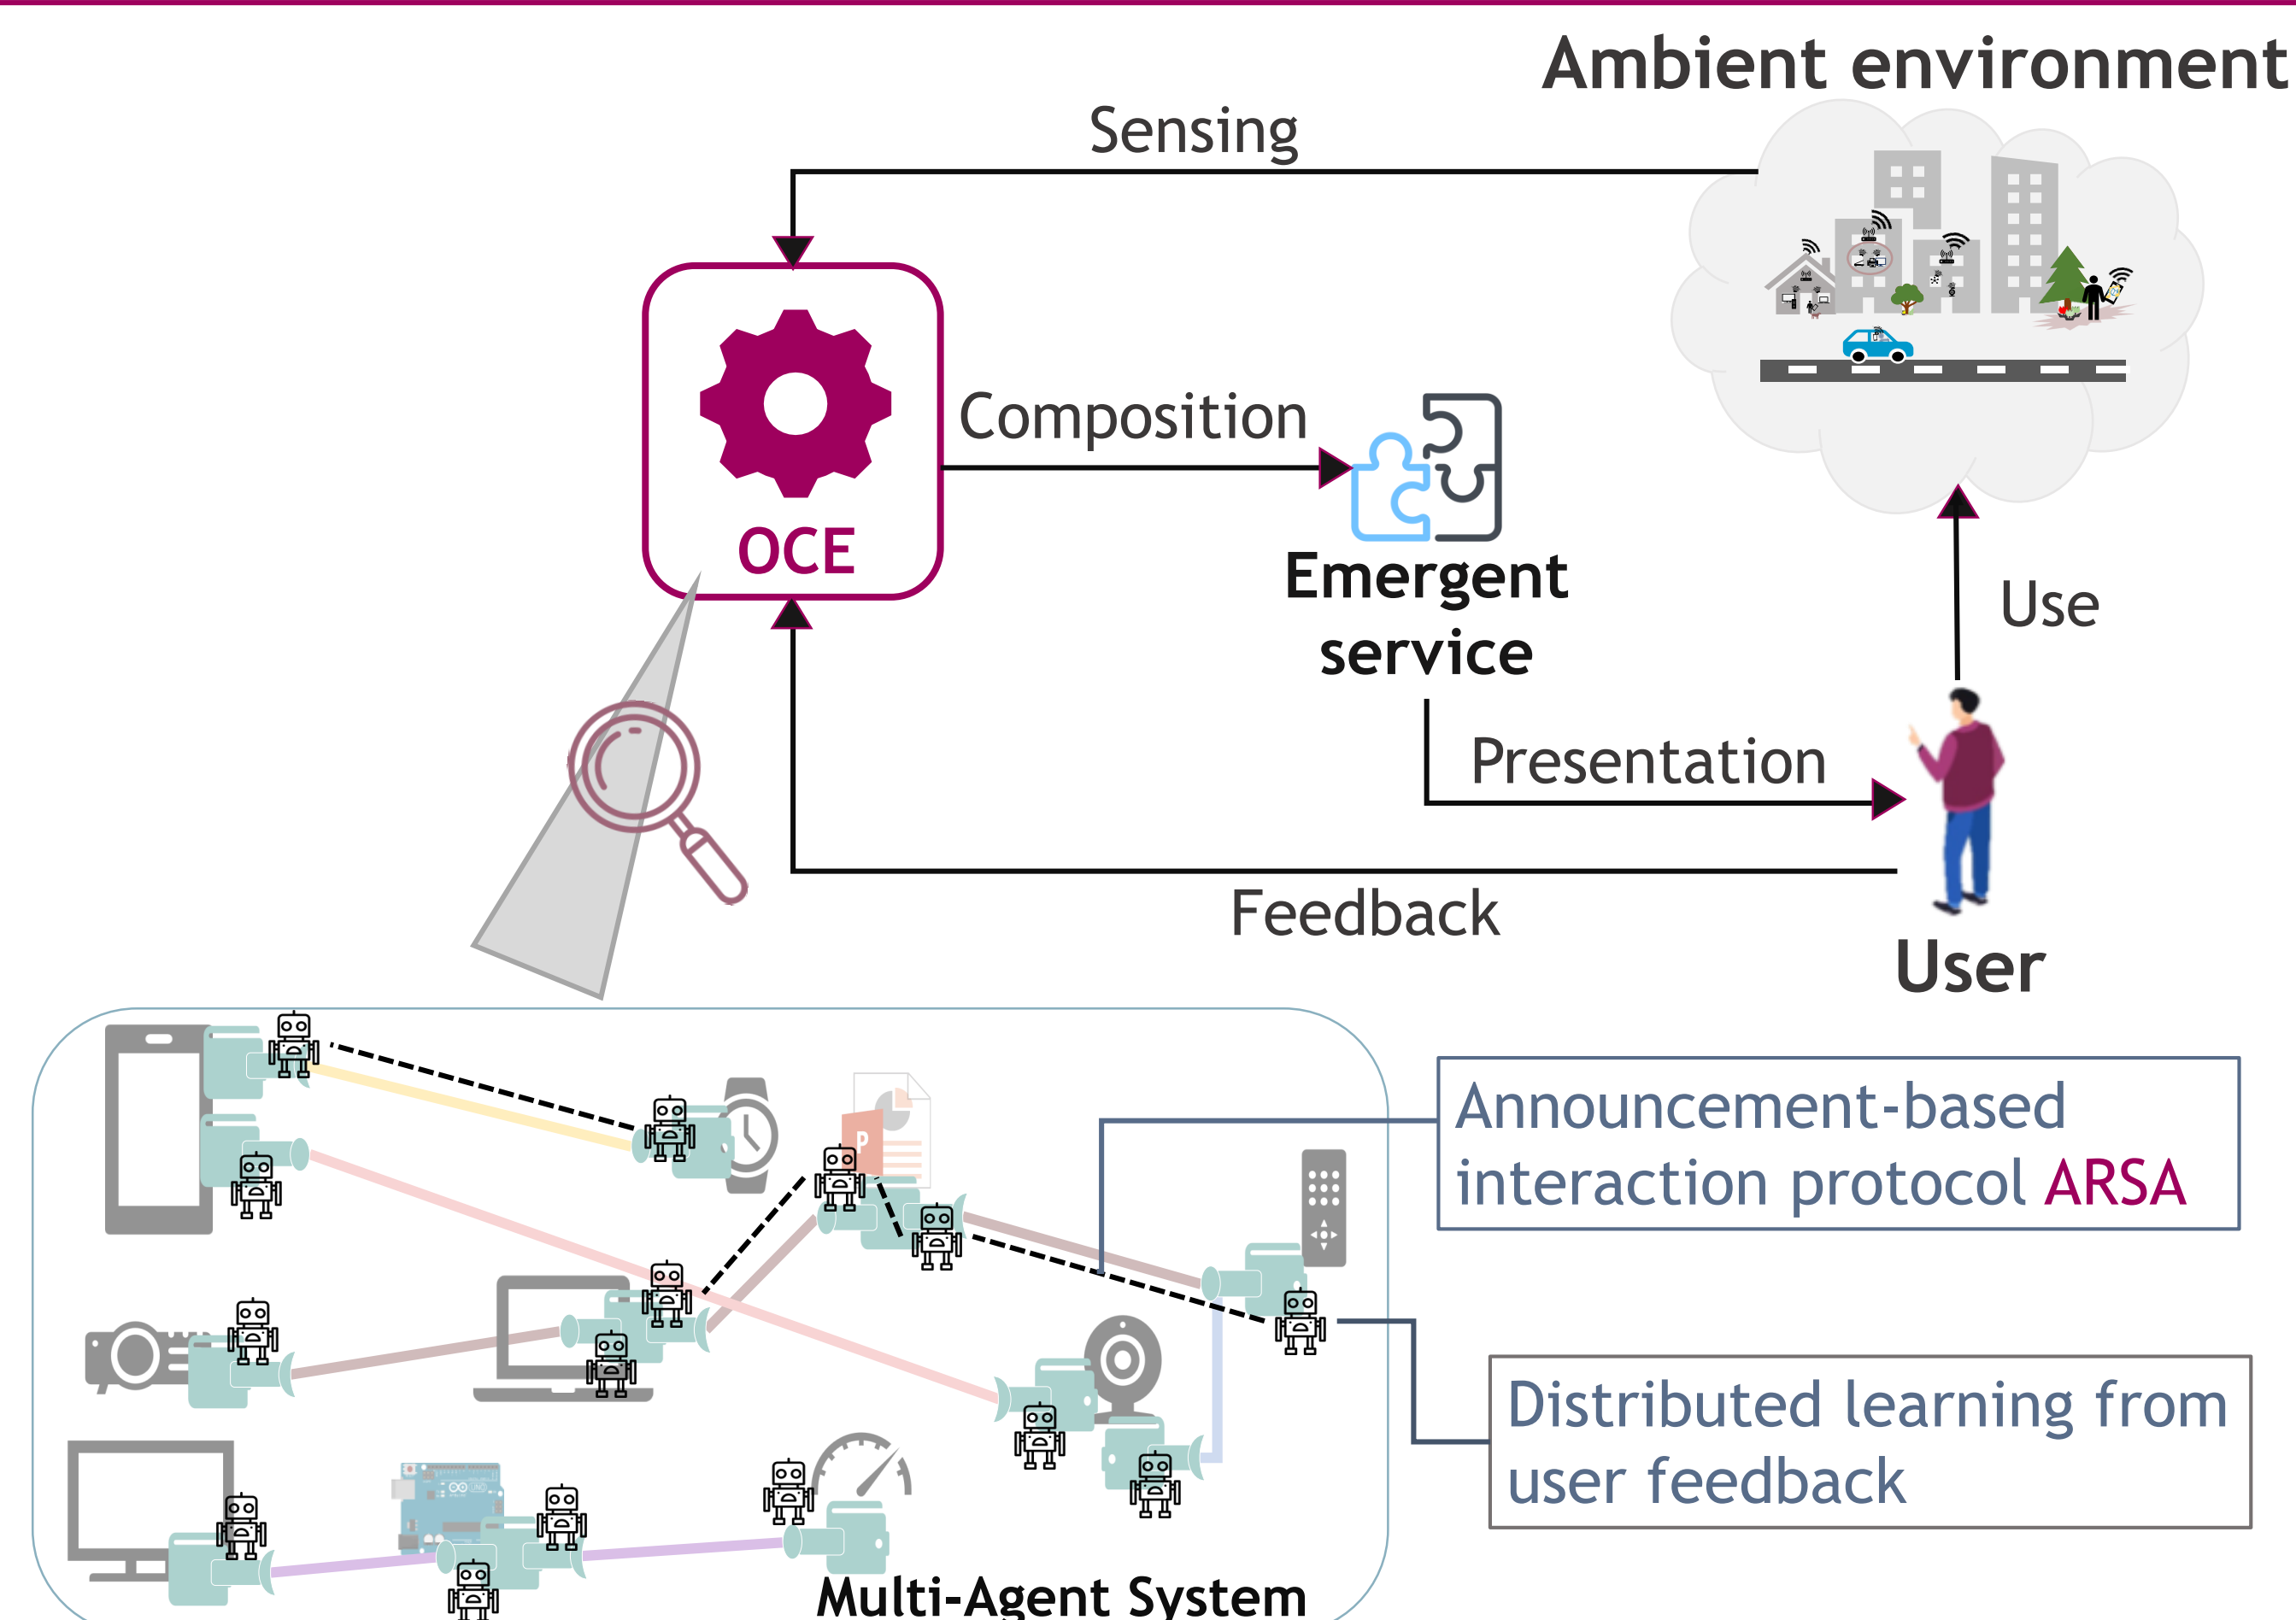 Ambient environment
Sensing
Composition
OCE
Emergent
service
Use
Presentation
Feedback
User
P
Announcement-based
interaction protocol ARSA
Distributed learning from
user feedback
Multi-Agent System